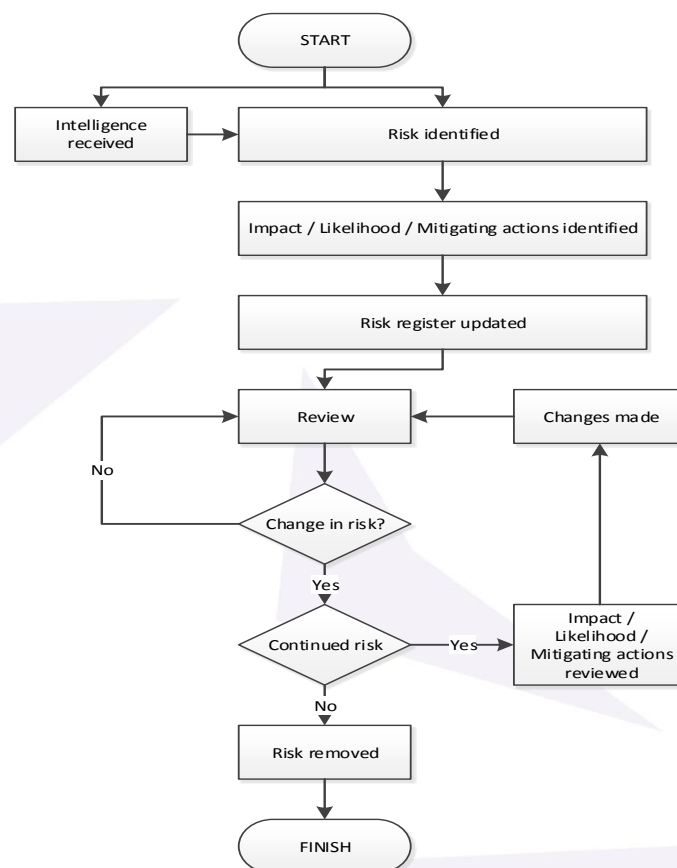 START
Intelligence
received
Risk identified
Impact / Likelihood / Mitigating actions identified
Risk register updated
Review
Changes made
No
Change in risk?
Yes
Continued risk
Yes
Impact /
Likelihood /
Mitigating actions
reviewed
No
Risk removed
FINISH